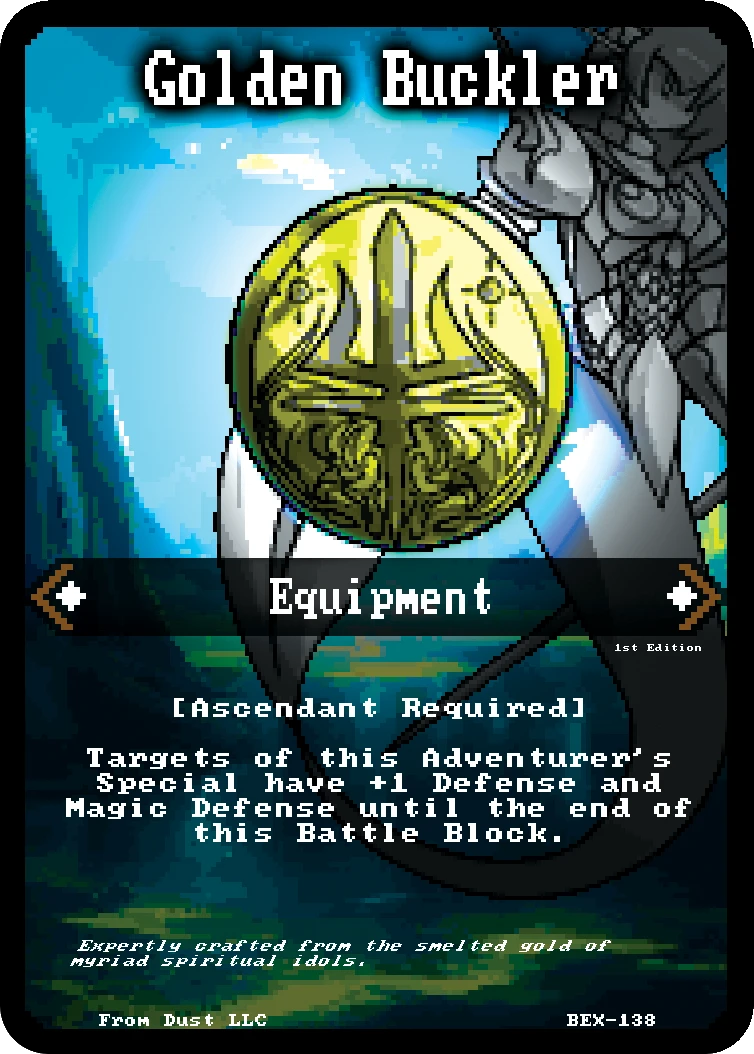 Golden Buckler
Equipment
1st Edition
[Ascendant Required]
Targets of this Adventurer's
Special have +1 Defense and
Magic Defense until the end of
this Battle Block.
Expertly crafted from the smelted gold of
myriad spiritual idols.
From Dust LLC
BEX-138